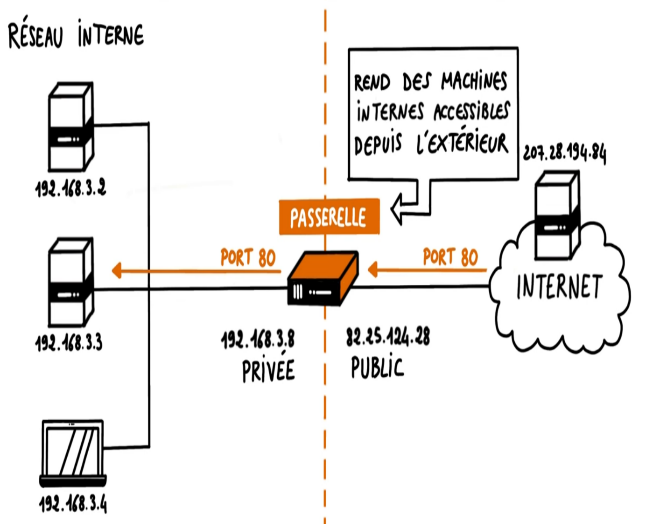 RÉSEAU INTERNE
192.168.3.2
192.168.3.3
192.168.3.4
REND DES MACHINES
INTERNES ACCESSIBLES
DEPUIS L'EXTÉRIEUR
207.28.194.84
PASSERELLE
PORT 80
PORT 80
INTERNET
192.168.3.8
PRIVÉE
82.25.124.28
PUBLIC